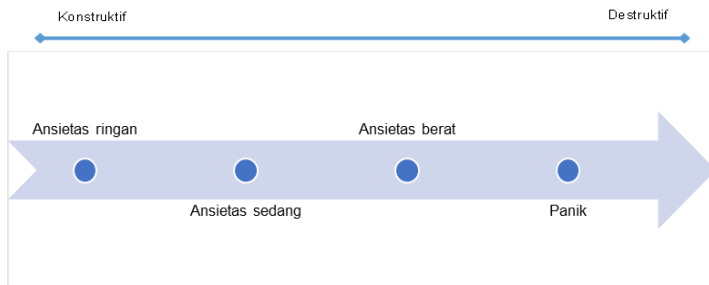 Konstruktif
Destruktif
Ansietas ringan
Ansietas berat
Ansietas sedang
Panik